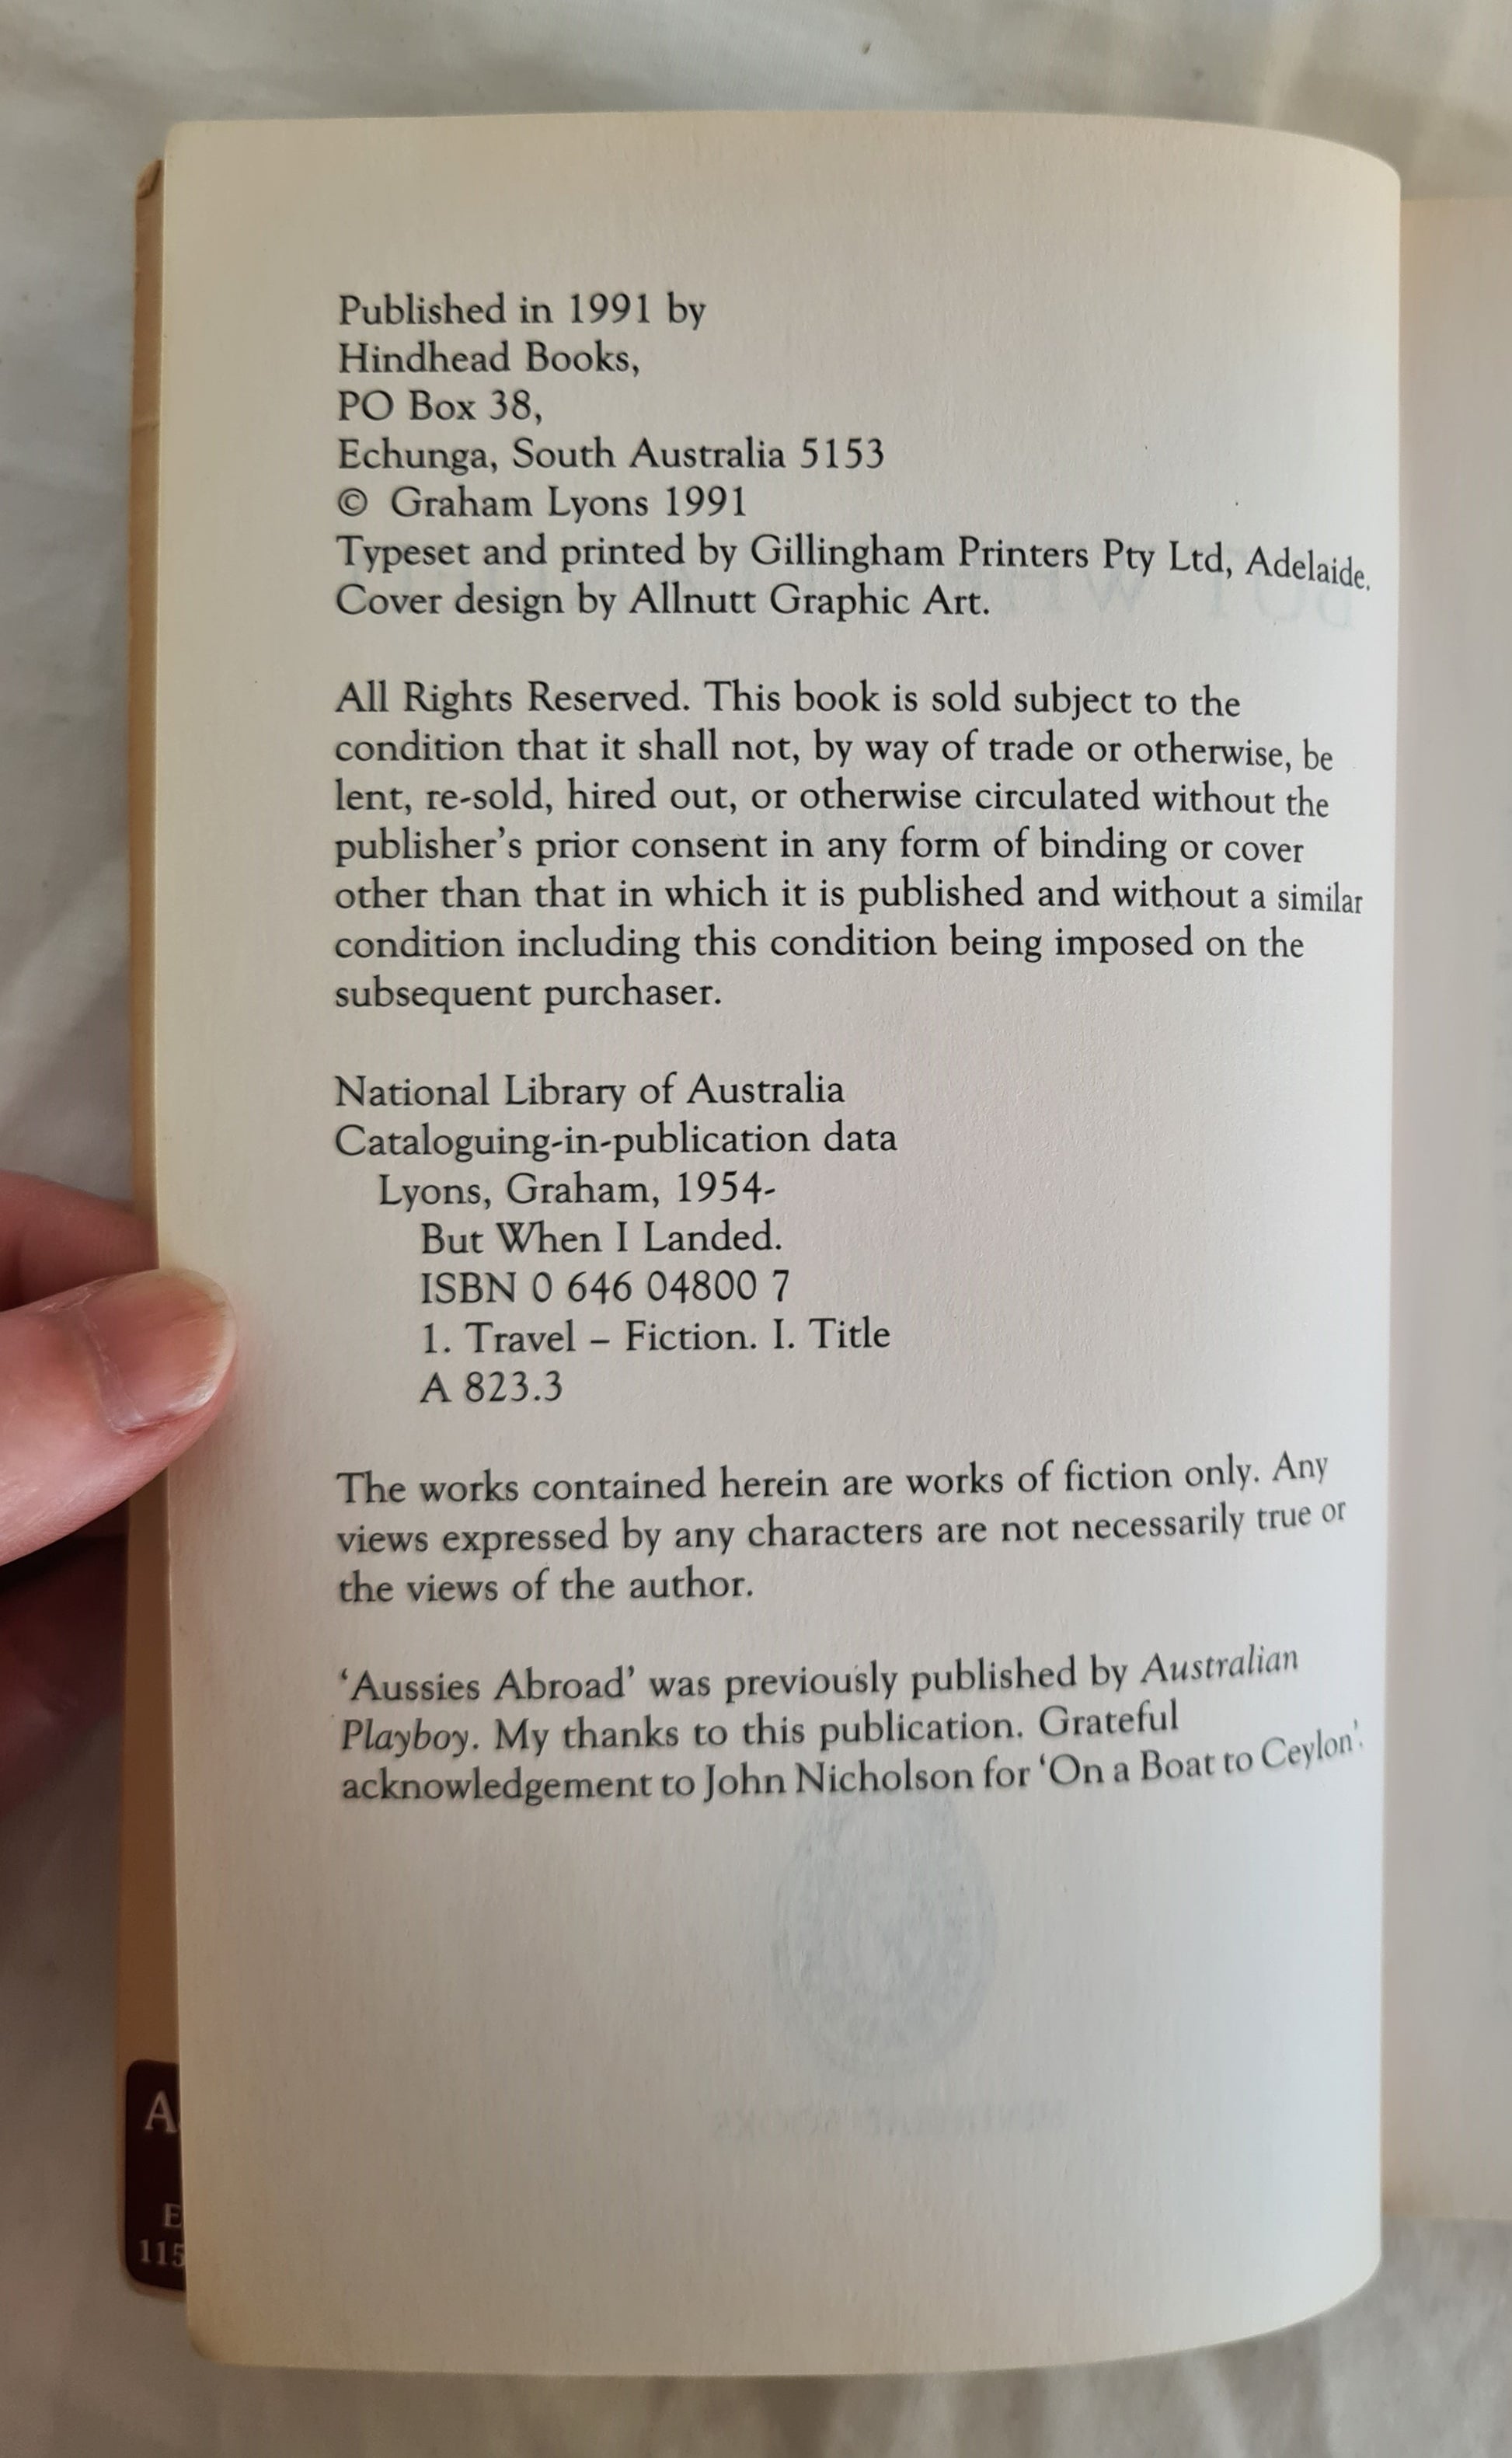 Published in 1991 by
Hindhead Books,
PO Box 38,
Echunga, South Australia 5153
© Graham Lyons 1991
Typeset and printed by Gillingham Printers Pty Ltd, Adelaide.
Cover design by Allnutt Graphic Art.
All Rights Reserved. This book is sold subject to the
condition that it shall not, by way of trade or otherwise, be
lent, re-sold, hired out, or otherwise circulated without the
publisher's prior consent in any form of binding or cover
other than that in which it is published and without a similar
condition including this condition being imposed on the
subsequent purchaser.
National Library of Australia
Cataloguing-in-publication data
Lyons, Graham, 1954-
But When I Landed.
ISBN 0 646 04800 7
1. Travel – Fiction. I. Title
A 823.3
The works contained herein are works of fiction only. Any
views expressed by any characters are not necessarily true or
the views of the author.
‘Aussies Abroad’ was previously published by Australian
Playboy. My thanks to this publication. Grateful
acknowledgement to John Nicholson for ‘On a Boat to Ceylon’.
A
E
115